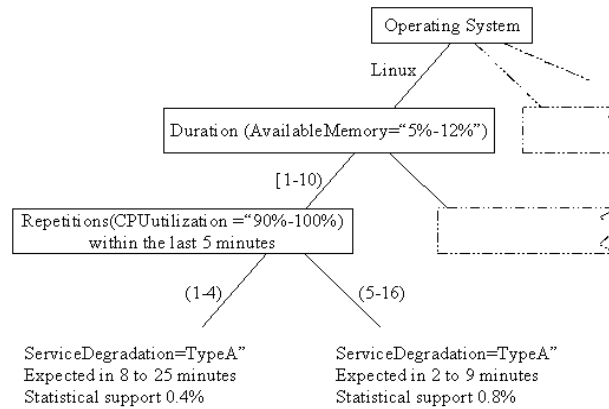 Operating System
Linux
Duration (AvailableMemory=“5%-12%”)
[1-10)
Repetitions(CPUutilization =“90%-100%)
within the last 5 minutes
(1-4)
(5-16)
ServiceDegradation=TypeA”
Expected in 8 to 25 minutes
Statistical support 0.4%
ServiceDegradation=TypeA”
Expected in 2 to 9 minutes
Statistical support 0.8%